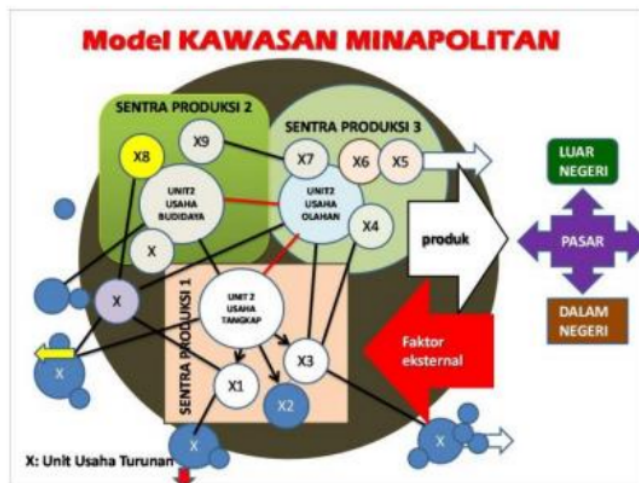 Model KAWASAN MINAPOLITAN
SENTRA PRODUKSI 2
SENTRA PRODUKSI 3
X9
X8
X7
X6
X5
UNIT2
USAHA
BUDIDAYA
UNIT2
USAHA
OLAHAN
X4
X
X
LUAR
NEGERI
produk
PASAR
DALAM
NEGERI
SENTRA PRODUKSI 1
UNIT 2
USAHA
TANGKAP
Faktor
eksternal
X3
X1
X2
X
X
X
X: Unit Usaha Turunan